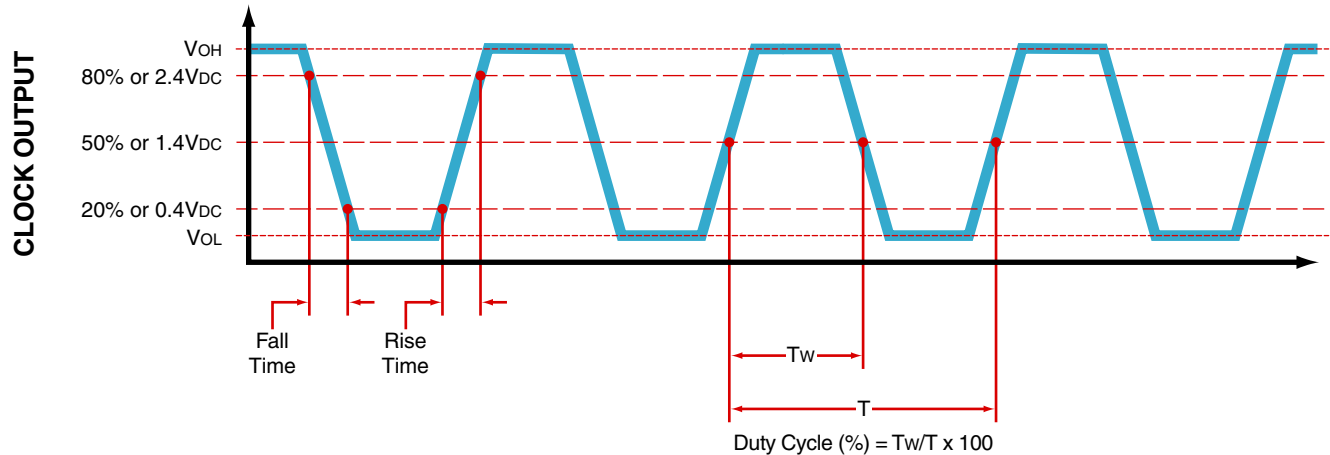 CLOCK OUTPUT
VOH
80% or 2.4VDC
50% or 1.4VDC
20% or 0.4VDC
VOL
Fall
Time
Rise
Time
TW
T
Duty Cycle (%) = TW/T x 100